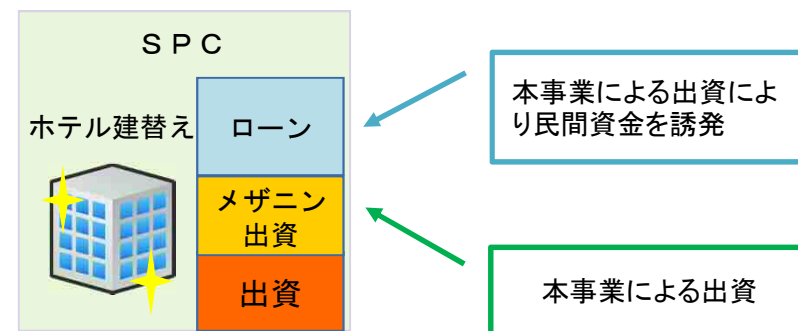 ＳＰＣ
ホテル建替え
ローン
メザニン
出資
出資
本事業による出資によ
り民間資金を誘発
本事業による出資